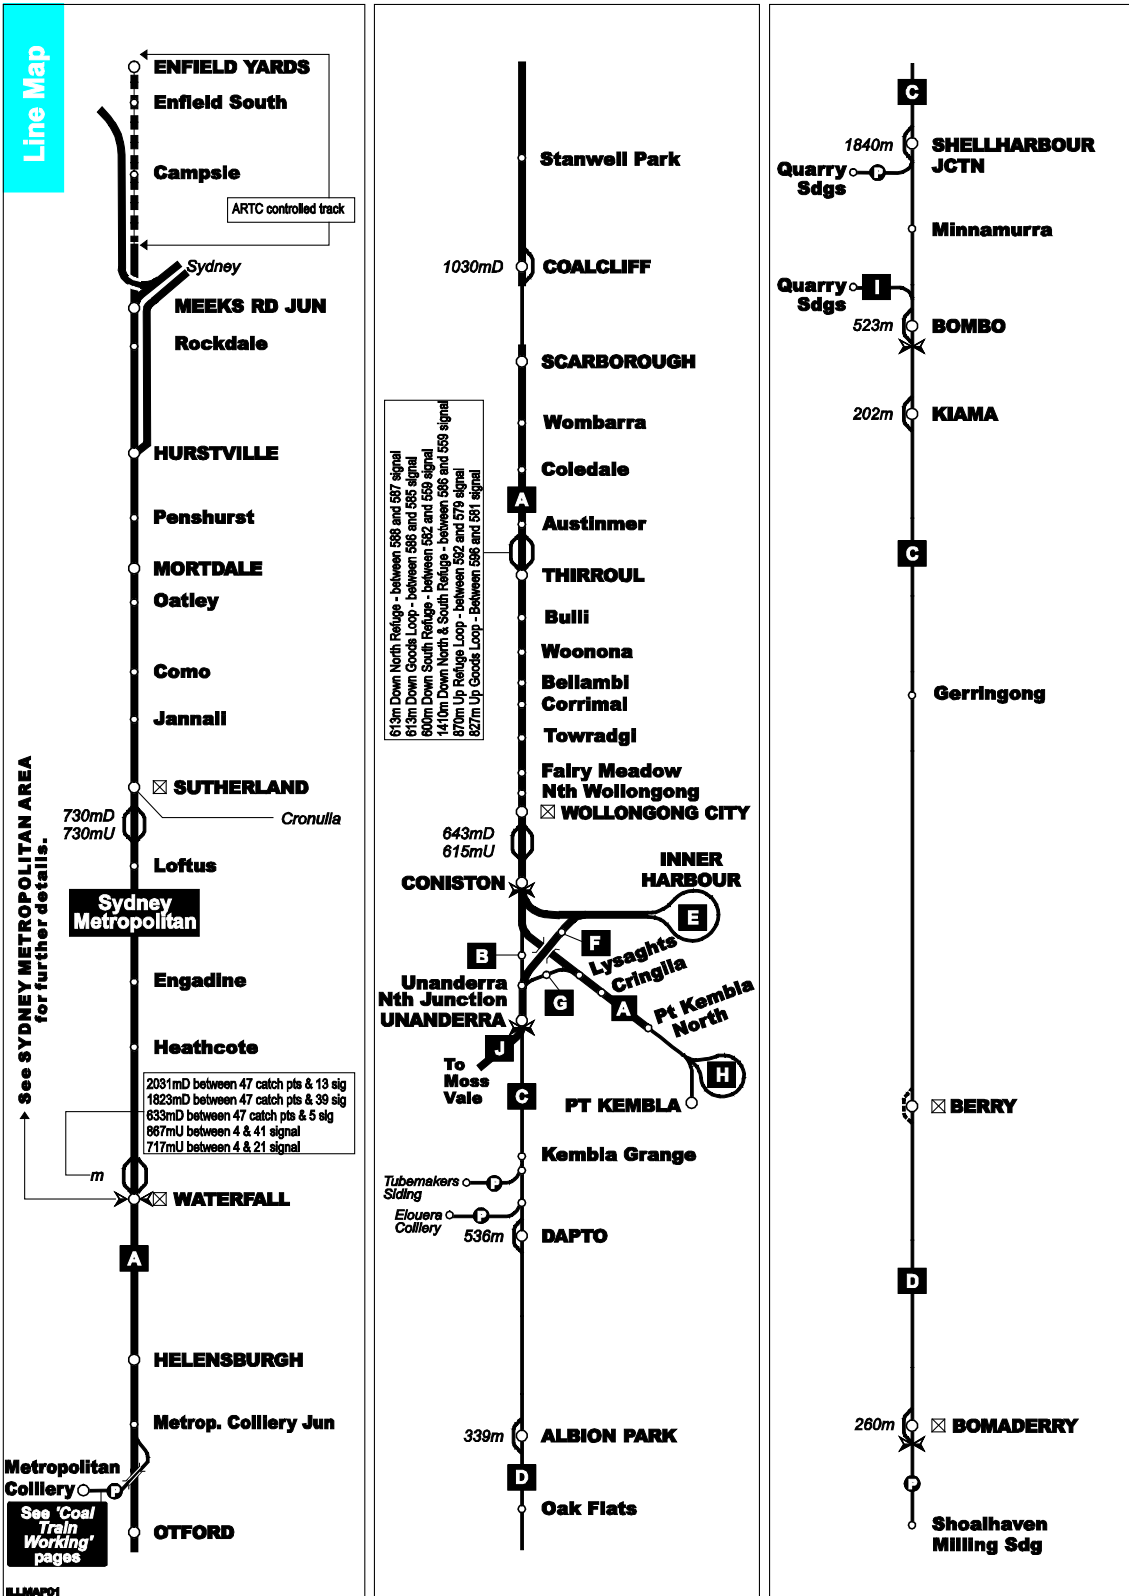 Line Map
ENFIELD YARDS
Enfield South
Campsie
ARTC controlled track
Sydney
MEEKS RD JUN
Rockdale
HURSTVILLE
Penshurst
MORTDALE
Oatley
Como
Jannali
SUTHERLAND
Cronulla
730mD
730mU
Loftus
Sydney
Metropolitan
See SYDNEY METROPOLITAN AREA
for further details.
Engadine
Heathcote
2031mD between 47 catch pts & 13 sig
1823mD between 47 catch pts & 39 sig
633mD between 47 catch pts & 5 sig
867mU between 4 & 41 signal
717mU between 4 & 21 signal
m
WATERFALL
A
HELENSBURGH
Metrop. Colliery Jun
Metropolitan
Colliery
P
See 'Coal
Train
Working'
pages
OTFORD
ILLMAP01
Stanwell Park
1030mD
COALCLIFF
SCARBOROUGH
Wombarra
Coledale
A
Austinmer
613m Down North Refuge - between 588 and 587 signal
613m Down Goods Loop - between 586 and 585 signal
600m Down South Refuge - between 582 and 559 signal
1410m Down North & South Refuge - between 586 and 559 signal
870m Up Refuge Loop - between 592 and 579 signal
827m Up Goods Loop - Between 596 and 581 signal
THIRROUL
Bulli
Woonona
Bellambi
Corrimal
Towradgi
Fairy Meadow
Nth Wollongong
WOLLONGONG CITY
643mD
615mU
CONISTON
INNER
HARBOUR
E
F
B
Lysaghts
Cringila
G
A
Unanderra
Nth Junction
UNANDERRA
Pt Kembla
North
J
To
Moss
Vale
H
C
PT KEMBLA
Kembla Grange
Tubemakers
Siding
P
Elouera
Colliery
P
536m
DAPTO
339m
ALBION PARK
D
Oak Flats
C
1840m
SHELLHARBOUR
JCTN
Quarry
Sdgs
P
Minnamurra
Quarry
Sdgs
I
523m
BOMBO
202m
KIAMA
C
Gerringong
BERRY
D
260m
BOMADERRY
P
Shoalhaven
Milling Sdg